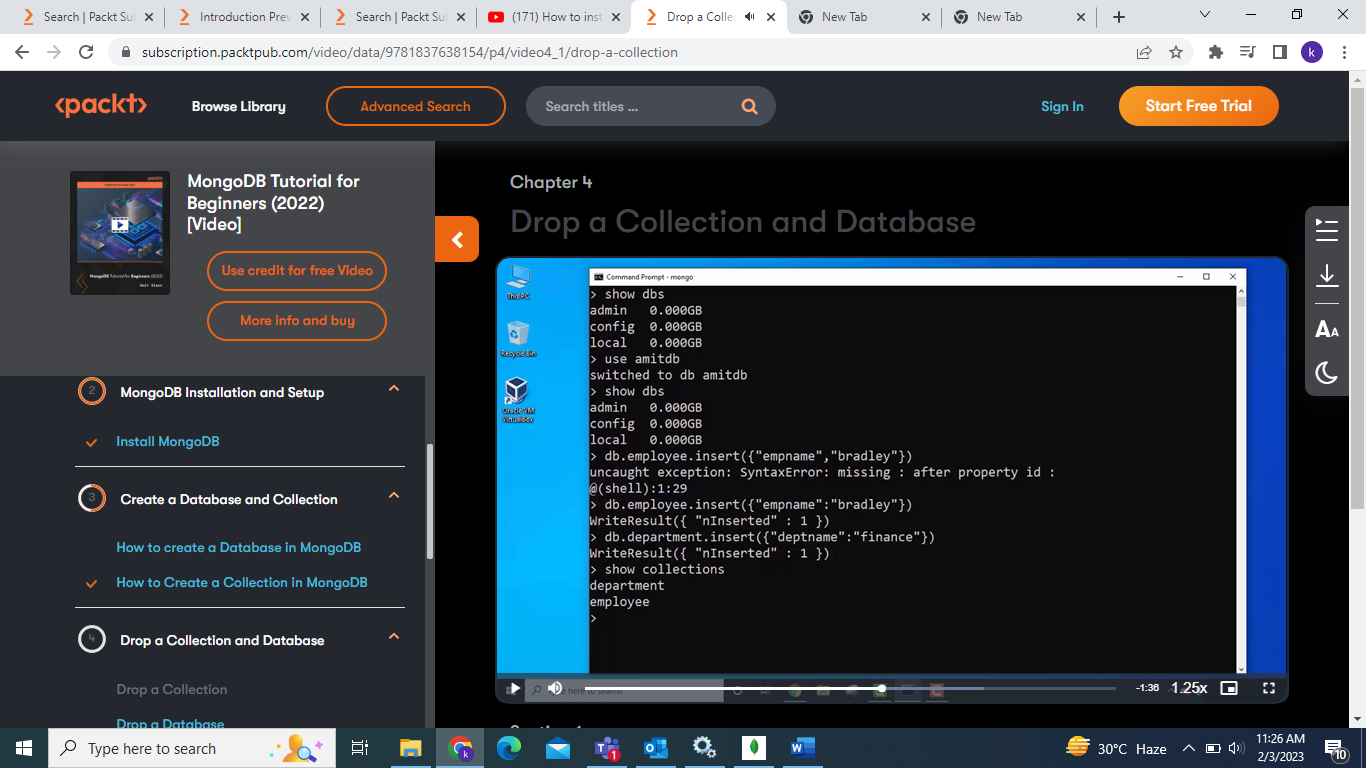 Search | Packt Sub
Introduction Prev
Search | Packt Sub
(171) How to inst
Drop a Collec
New Tab
New Tab
subscription.packtpub.com/video/data/9781837638154/p4/video4_1/drop-a-collection
k
<packt>
Browse Library
Advanced Search
Search titles ...
Sign In
Start Free Trial
MongoDB Tutorial for
Beginners (2022)
[Video]
Use credit for free Video
More info and buy
2 MongoDB Installation and Setup
Install MongoDB
3 Create a Database and Collection
How to create a Database in MongoDB
How to Create a Collection in MongoDB
4 Drop a Collection and Database
Drop a Collection
Drop a Database
Chapter 4
Drop a Collection and Database
This PC
Recycle Bin
Oracle VM
VirtualBox
Command Prompt - mongo
> show dbs
admin 0.000GB
config 0.000GB
local 0.000GB
> use amitdb
switched to db amitdb
> show dbs
admin 0.000GB
config 0.000GB
local 0.000GB
> db.employee.insert({"empname","bradley"})
uncaught exception: SyntaxError: missing : after property id :
@(shell):1:29
> db.employee.insert({"empname":"bradley"})
WriteResult({ "nInserted" : 1 })
> db.department.insert({"deptname":"finance"})
WriteResult({ "nInserted" : 1 })
> show collections
department
employee
>
-1:36
1.25x
AA
Type here to search
1
30°C Haze
11:26 AM
2/3/2023
10